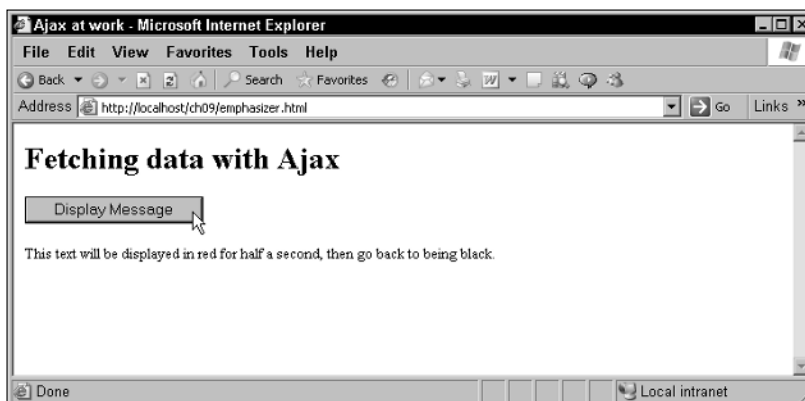 Ajax at work - Microsoft Internet Explorer
File Edit View Favorites Tools Help
Back Search Favorites
Address http://localhost/ch09/emphasizer.html Go Links »
Fetching data with Ajax
Display Message
This text will be displayed in red for half a second, then go back to being black.
Done Local intranet